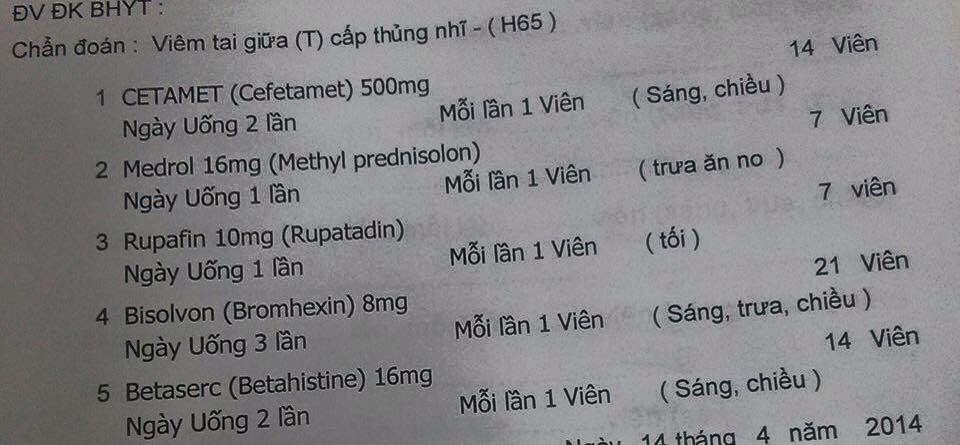 ĐV ĐK BHYT :
Chẩn đoán : Viêm tai giữa (T) cấp thủng nhĩ - ( H65 )
1 CETAMET (Cefetamet) 500mg 14 Viên
Ngày Uống 2 lần Mỗi lần 1 Viên ( Sáng, chiều )
2 Medrol 16mg (Methyl prednisolon) 7 Viên
Ngày Uống 1 lần Mỗi lần 1 Viên ( trưa ăn no )
3 Rupafin 10mg (Rupatadin) 7 viên
Ngày Uống 1 lần Mỗi lần 1 Viên ( tối )
4 Bisolvon (Bromhexin) 8mg 21 Viên
Ngày Uống 3 lần Mỗi lần 1 Viên ( Sáng, trưa, chiều )
5 Betaserc (Betahistine) 16mg 14 Viên
Ngày Uống 2 lần Mỗi lần 1 Viên ( Sáng, chiều )
Ngày 14 tháng 4 năm 2014